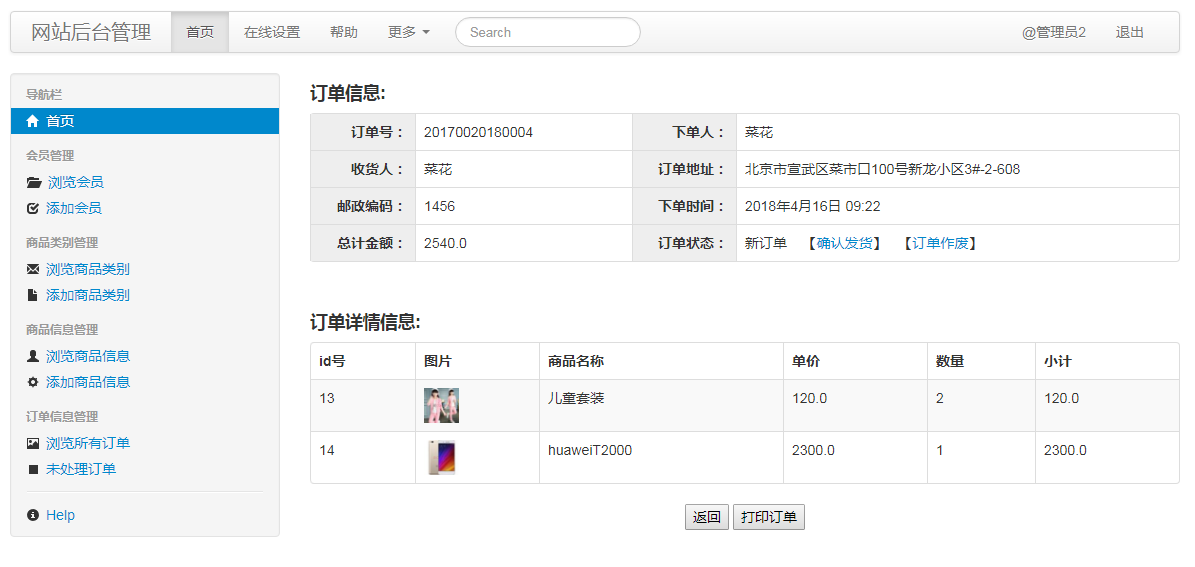 网站后台管理 首页 在线设置 帮助 更多 Search @管理员2 退出
导航栏
首页
会员管理
浏览会员
添加会员
商品类别管理
浏览商品类别
添加商品类别
商品信息管理
浏览商品信息
添加商品信息
订单信息管理
浏览所有订单
未处理订单
Help
订单信息:
订单号： 20170020180004 下单人： 菜花
收货人： 菜花 订单地址： 北京市宣武区菜市口100号新龙小区3#-2-608
邮政编码： 1456 下单时间： 2018年4月16日 09:22
总计金额： 2540.0 订单状态： 新订单 【确认发货】 【订单作废】
订单详情信息:
id号 图片 商品名称 单价 数量 小计
13 儿童套装 120.0 2 120.0
14 huaweiT2000 2300.0 1 2300.0
返回 打印订单